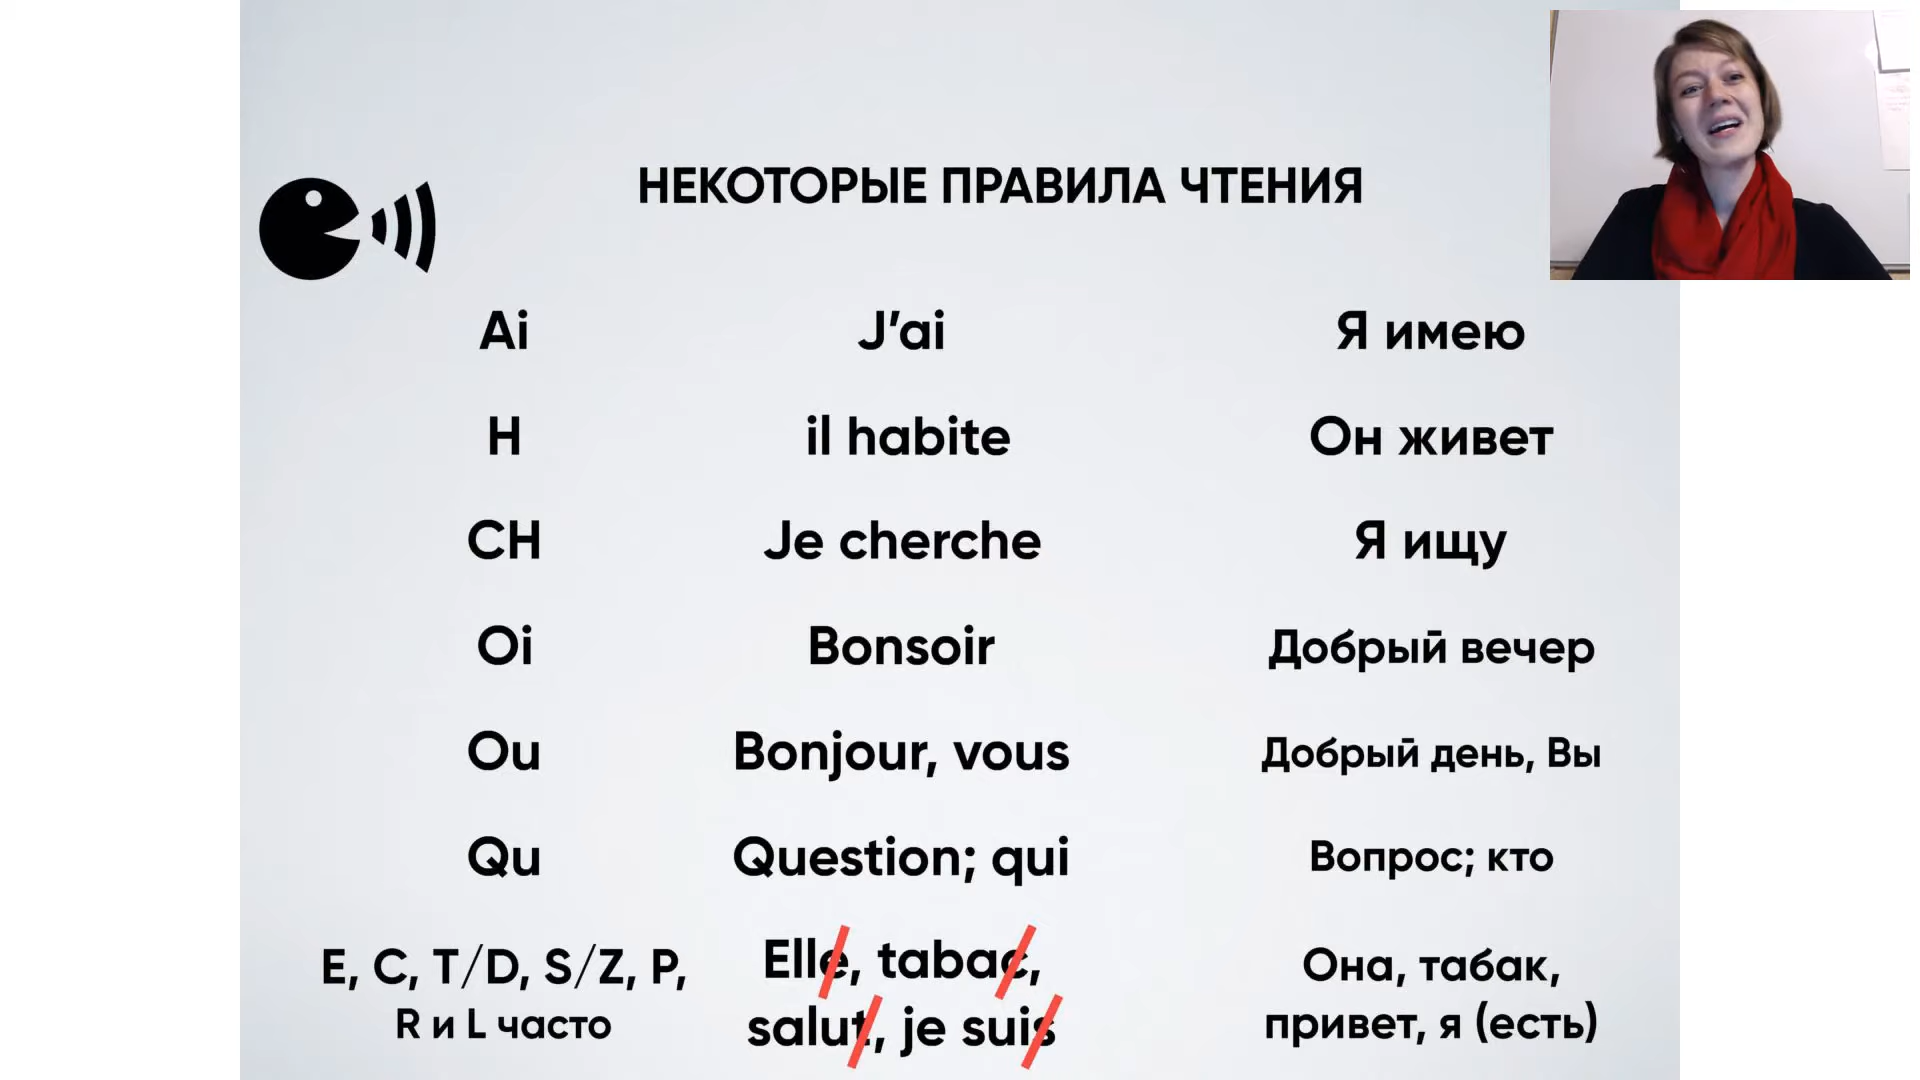 НЕКОТОРЫЕ ПРАВИЛА ЧТЕНИЯ
Ai J’ai Я имею
H il habite Он живет
CH Je cherche Я ищу
Oi Bonsoir Добрый вечер
Ou Bonjour, vous Добрый день, Вы
Qu Question; qui Вопрос; кто
E, C, T/D, S/Z, P, Elle, tabac, Она, табак,
R и L часто salut, je suis привет, я (есть)